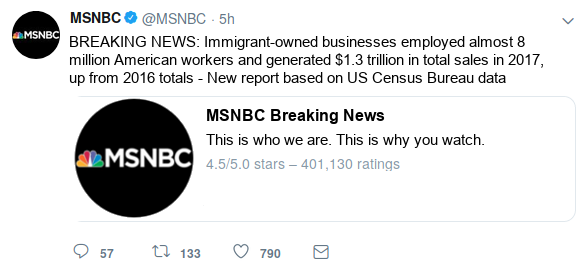 MSNBC @MSNBC · 5h
MSNBC
BREAKING NEWS: Immigrant-owned businesses employed almost 8
million American workers and generated $1.3 trillion in total sales in 2017,
up from 2016 totals - New report based on US Census Bureau data
MSNBC
MSNBC Breaking News
This is who we are. This is why you watch.
4.5/5.0 stars – 401,130 ratings
57 133 790